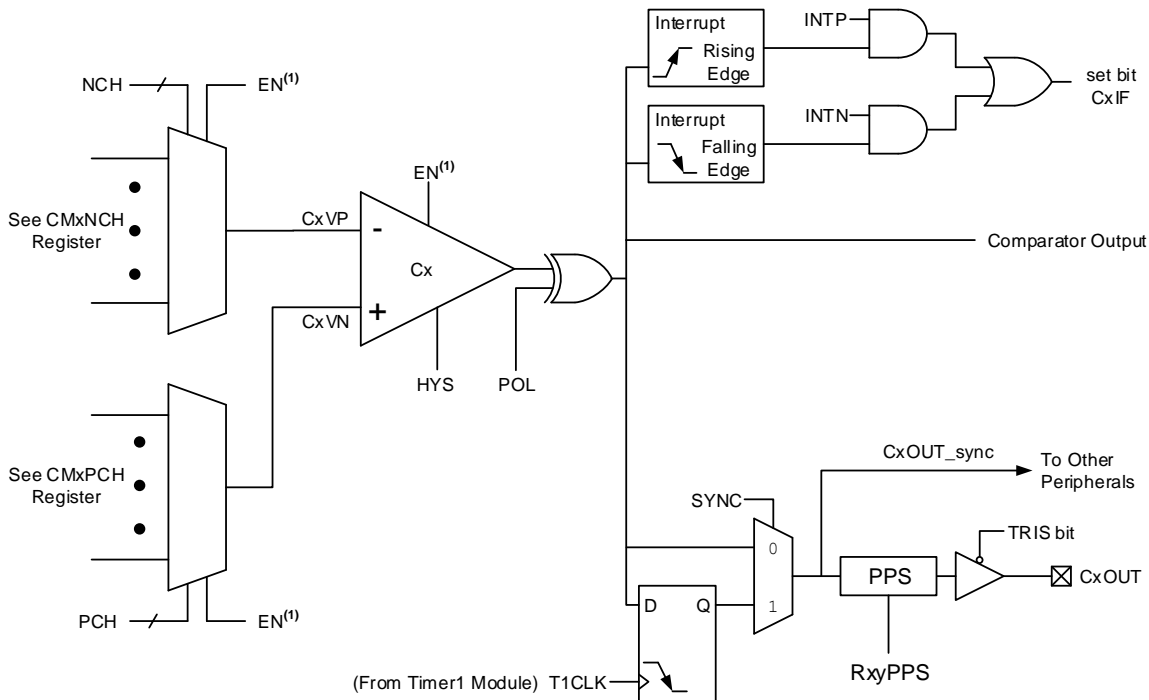 Interrupt
Rising
Edge
INTP
set bit
CxIF
Interrupt
Falling
Edge
INTN
NCH
EN(1)
See CMxNCH
Register
CxVP
EN(1)
-
Cx
+
CxVN
HYS
POL
Comparator Output
See CMxPCH
Register
PCH
EN(1)
CxOUT_sync
To Other
Peripherals
SYNC
0
1
TRIS bit
PPS
CxOUT
RxyPPS
D
Q
(From Timer1 Module) T1CLK